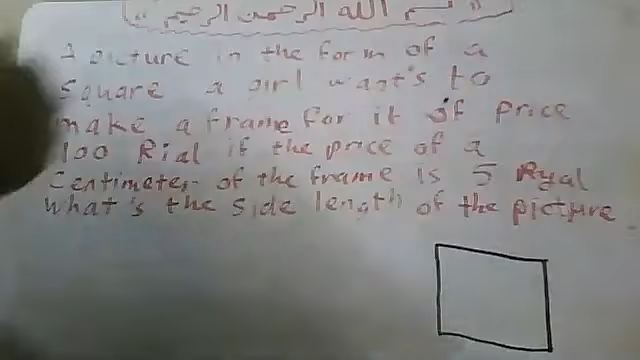 بسم الله الرحمن الرحيم
A picture in the form of a
square a girl want's to
make a frame for it of price
100 Rial if the price of a
Centimeter of the frame is 5 Ryal
What's the side length of the picture